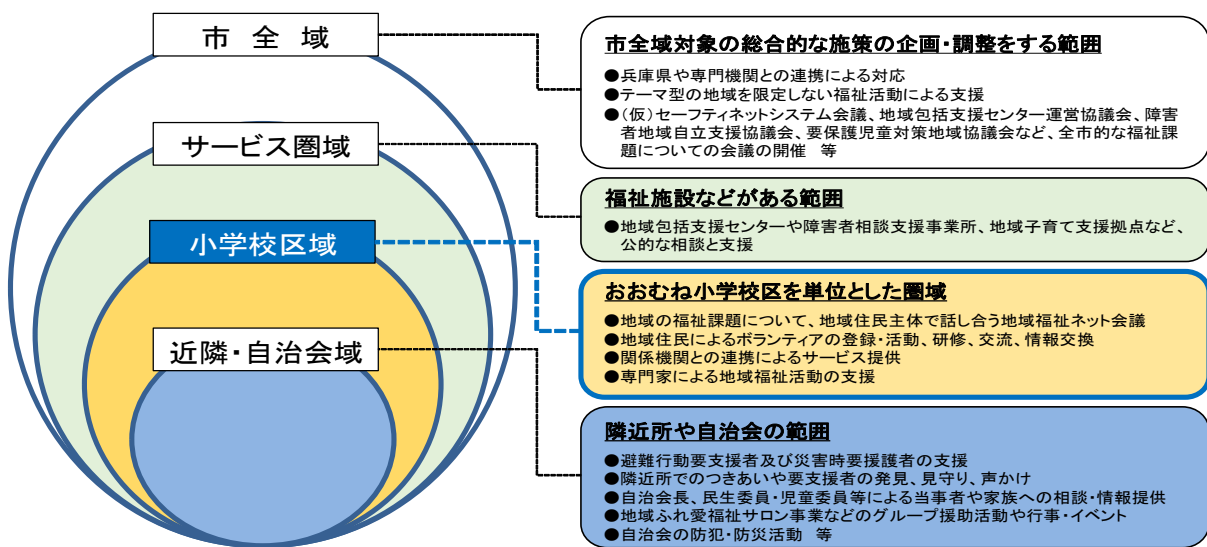 市 全 域
サービス圏域
小学校区域
近隣・自治会域
市全域対象の総合的な施策の企画・調整をする範囲
●兵庫県や専門機関との連携による対応
●テーマ型の地域を限定しない福祉活動による支援
●(仮)セーフティネットシステム会議、地域包括支援センター運営協議会、障害
者地域自立支援協議会、要保護児童対策地域協議会など、全市的な福祉課
題についての会議の開催 等
福祉施設などがある範囲
●地域包括支援センターや障害者相談支援事業所、地域子育て支援拠点など、
公的な相談と支援
おおむね小学校区を単位とした圏域
●地域の福祉課題について、地域住民主体で話し合う地域福祉ネット会議
●地域住民によるボランティアの登録・活動、研修、交流、情報交換
●関係機関との連携によるサービス提供
●専門家による地域福祉活動の支援
隣近所や自治会の範囲
●避難行動要支援者及び災害時要援護者の支援
●隣近所でのつきあいや要支援者の発見、見守り、声かけ
●自治会長、民生委員・児童委員等による当事者や家族への相談・情報提供
●地域ふれ愛福祉サロン事業などのグループ援助活動や行事・イベント
●自治会の防犯・防災活動 等